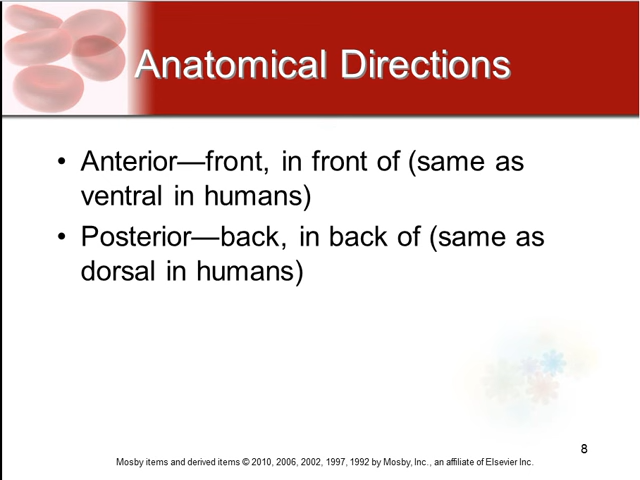 Anatomical Directions
• Anterior—front, in front of (same as
ventral in humans)
• Posterior—back, in back of (same as
dorsal in humans)
8
Mosby items and derived items © 2010, 2006, 2002, 1997, 1992 by Mosby, Inc., an affiliate of Elsevier Inc.